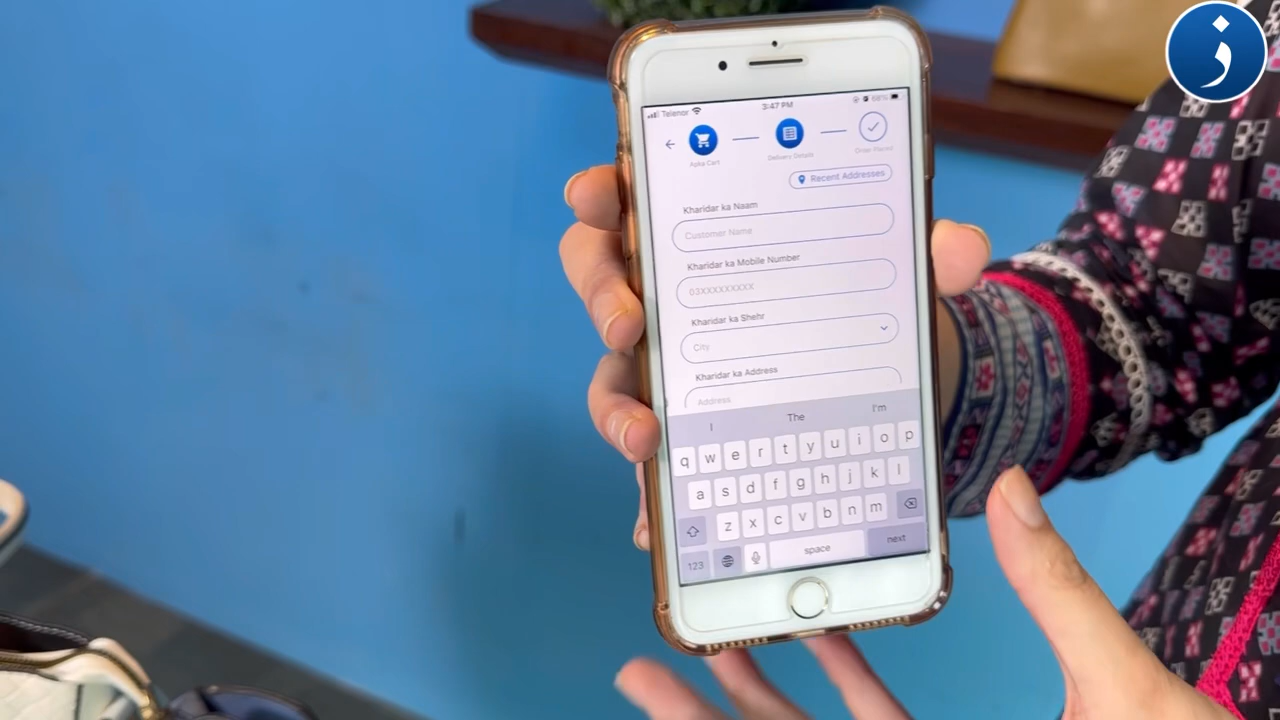 ز
Telenor 3:47 PM 68%
Apka Cart
Delivery Details
Order Placed
Recent Addresses
Kharidar ka Naam
Customer Name
Kharidar ka Mobile Number
03XXXXXXXXX
Kharidar ka Shehr
City
Kharidar ka Address
Address
I The I'm
q w e r t y u i o p
a s d f g h j k l
z x c v b n m
123 space next